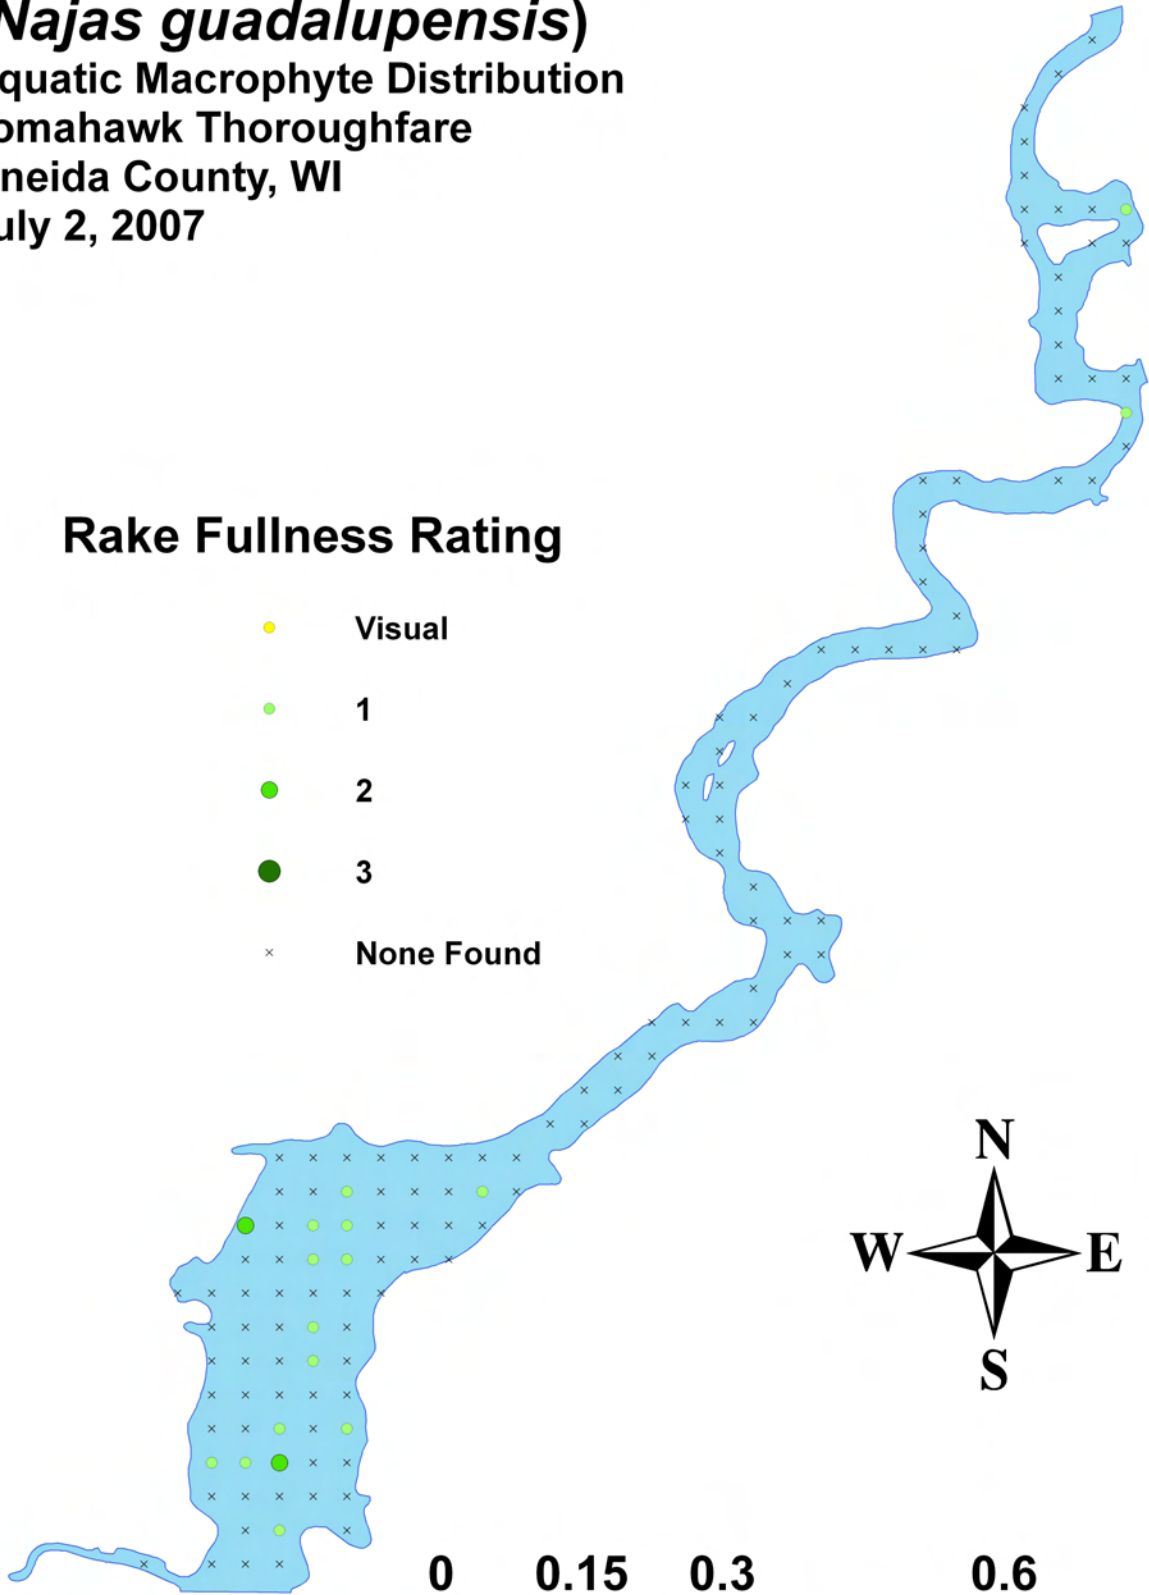 Najas guadalupensis)
quatic Macrophyte Distribution
omahawk Thoroughfare
neida County, WI
uly 2, 2007
Rake Fullness Rating
Visual
1
2
3
None Found
N
W E
S
0 0.15 0.3 0.6